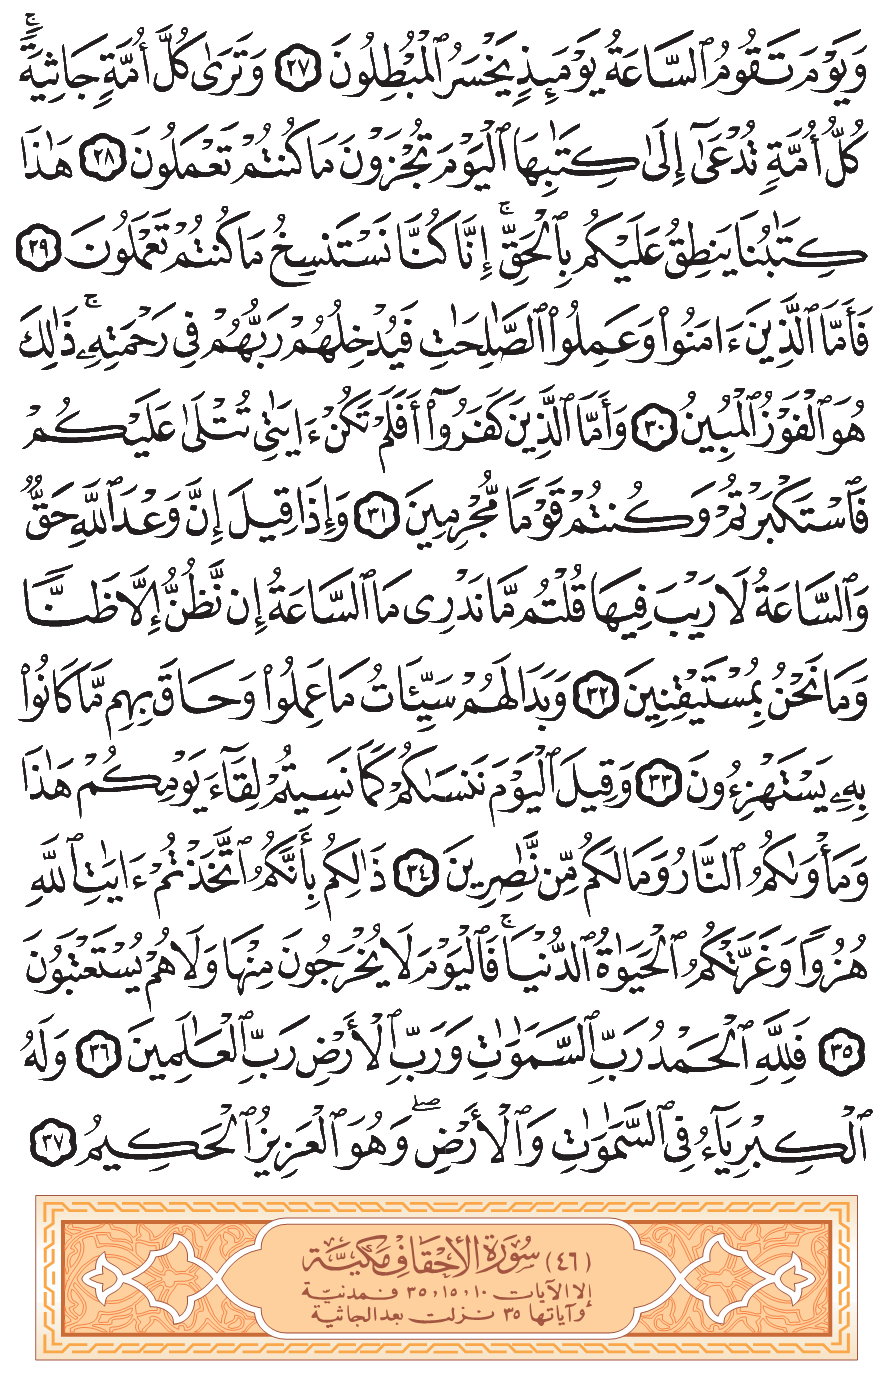 وَيَوْمَ تَقُومُ ٱلسَّاعَةُ يَوْمَئِذٍ يَخْسَرُ ٱلْمُبْطِلُونَ ٢٧ وَتَرَىٰ كُلَّ أُمَّةٍ جَاثِيَةً ۚ
كُلُّ أُمَّةٍ تُدْعَىٰٓ إِلَىٰ كِتَٰبِهَا ٱلْيَوْمَ تُجْزَوْنَ مَا كُنتُمْ تَعْمَلُونَ ٢٨ هَٰذَا
كِتَٰبُنَا يَنطِقُ عَلَيْكُم بِٱلْحَقِّ ۚ إِنَّا كُنَّا نَسْتَنسِخُ مَا كُنتُمْ تَعْمَلُونَ ٢٩
فَأَمَّا ٱلَّذِينَ ءَامَنُوا۟ وَعَمِلُوا۟ ٱلصَّٰلِحَٰتِ فَيُدْخِلُهُمْ رَبُّهُمْ فِى رَحْمَتِهِۦ ۚ ذَٰلِكَ
هُوَ ٱلْفَوْزُ ٱلْمُبِينُ ٣٠ وَأَمَّا ٱلَّذِينَ كَفَرُوٓا۟ أَفَلَمْ تَكُنْ ءَايَٰتِى تُتْلَىٰ عَلَيْكُمْ
فَٱسْتَكْبَرْتُمْ وَكُنتُمْ قَوْمًا مُّجْرِمِينَ ٣١ وَإِذَا قِيلَ إِنَّ وَعْدَ ٱللَّهِ حَقٌّ
وَٱلسَّاعَةُ لَا رَيْبَ فِيهَا قُلْتُم مَّا نَدْرِى مَا ٱلسَّاعَةُ إِن نَّظُنُّ إِلَّا ظَنًّا
وَمَا نَحْنُ بِمُسْتَيْقِنِينَ ٣٢ وَبَدَا لَهُمْ سَيِّـَٔاتُ مَا عَمِلُوا۟ وَحَاقَ بِهِم مَّا كَانُوا۟
بِهِۦ يَسْتَهْزِءُونَ ٣٣ وَقِيلَ ٱلْيَوْمَ نَنسَىٰكُمْ كَمَا نَسِيتُمْ لِقَآءَ يَوْمِكُمْ هَٰذَا
وَمَأْوَىٰكُمُ ٱلنَّارُ وَمَا لَكُم مِّن نَّٰصِرِينَ ٣٤ ذَٰلِكُم بِأَنَّكُمُ ٱتَّخَذْتُمْ ءَايَٰتِ ٱللَّهِ
هُزُوًا وَغَرَّتْكُمُ ٱلْحَيَوٰةُ ٱلدُّنْيَا ۚ فَٱلْيَوْمَ لَا يُخْرَجُونَ مِنْهَا وَلَا هُمْ يُسْتَعْتَبُونَ
٣٥ فَلِلَّهِ ٱلْحَمْدُ رَبِّ ٱلسَّمَٰوَٰتِ وَرَبِّ ٱلْأَرْضِ رَبِّ ٱلْعَٰلَمِينَ ٣٦ وَلَهُ
ٱلْكِبْرِيَآءُ فِى ٱلسَّمَٰوَٰتِ وَٱلْأَرْضِ ۖ وَهُوَ ٱلْعَزِيزُ ٱلْحَكِيمُ ٣٧
(٤٦) سُورَة الأحقاف مَكيَّة
إلا الآيات ١٠، ١٥، ٣٥ فمدنيّة
وآياتها ٣٥ نزلت بعد الجاثية